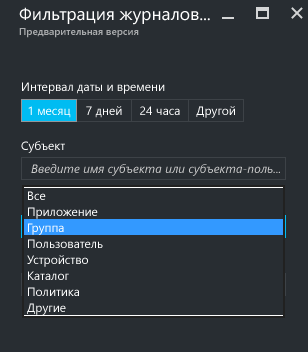 Фильтрация журналов...
Предварительная версия
Интервал даты и времени
1 месяц 7 дней 24 часа Другой
Субъект
Введите имя субъекта или субъекта-поль...
Все
Приложение
Группа
Пользователь
Устройство
Каталог
Политика
Другие